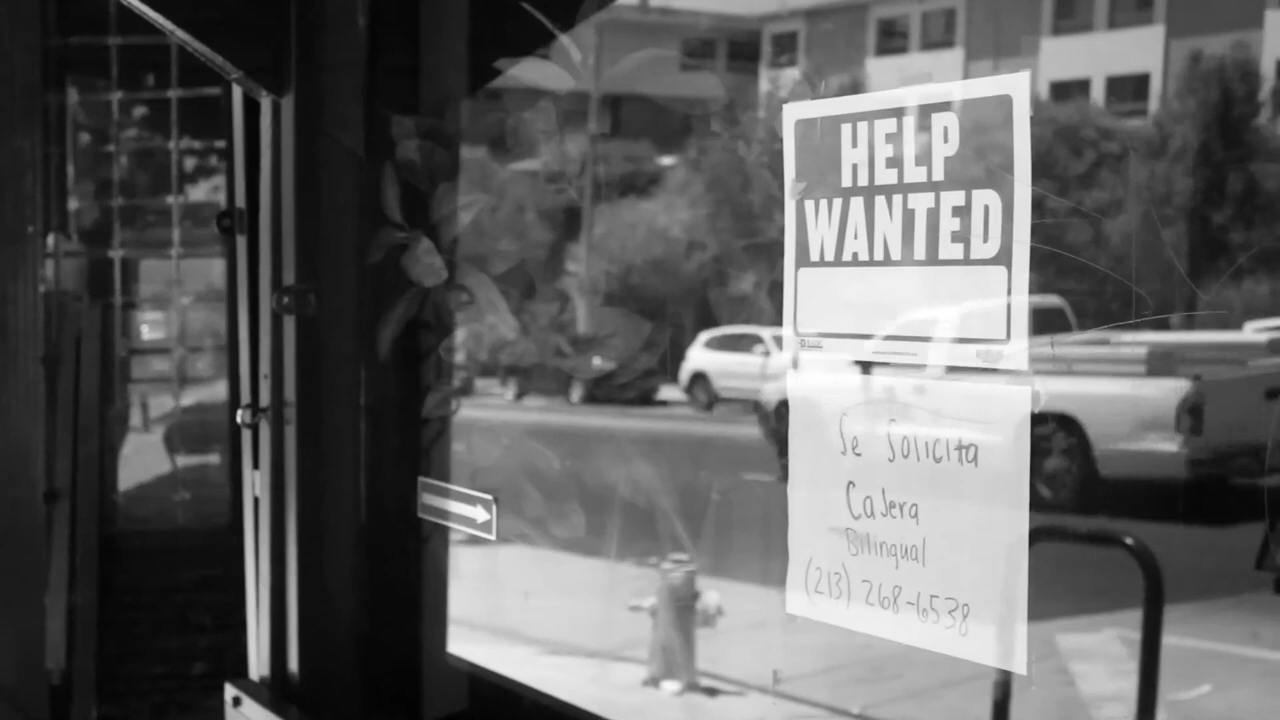 HELP
WANTED
Se Solicita
Cajera
Bilingual
(213) 268-6538